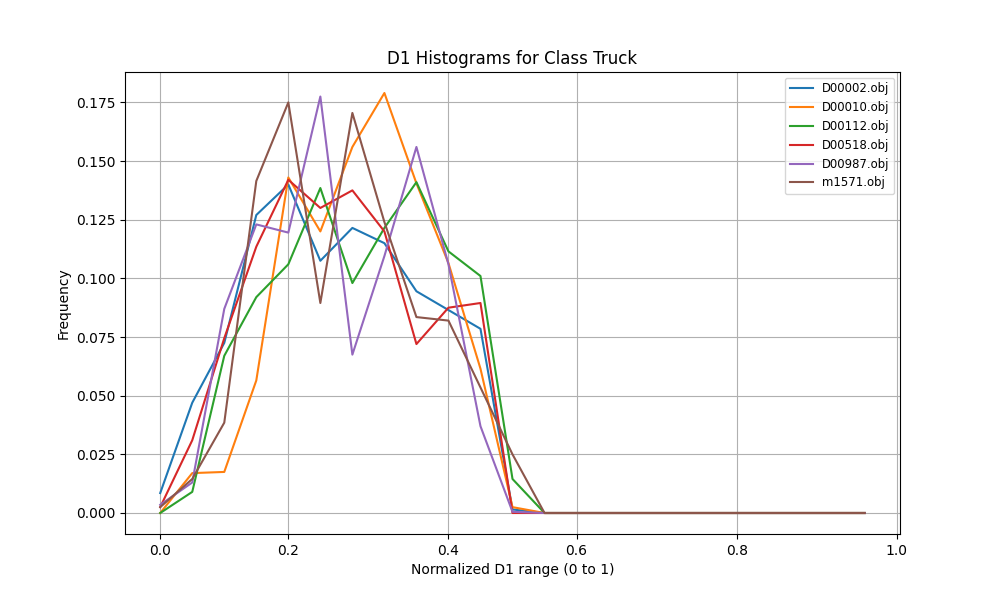 D1 Histograms for Class Truck
D00002.obj
D00010.obj
D00112.obj
D00518.obj
D00987.obj
m1571.obj
0.175
0.150
0.125
0.100
0.075
0.050
0.025
0.000
Frequency
0.0 0.2 0.4 0.6 0.8 1.0
Normalized D1 range (0 to 1)